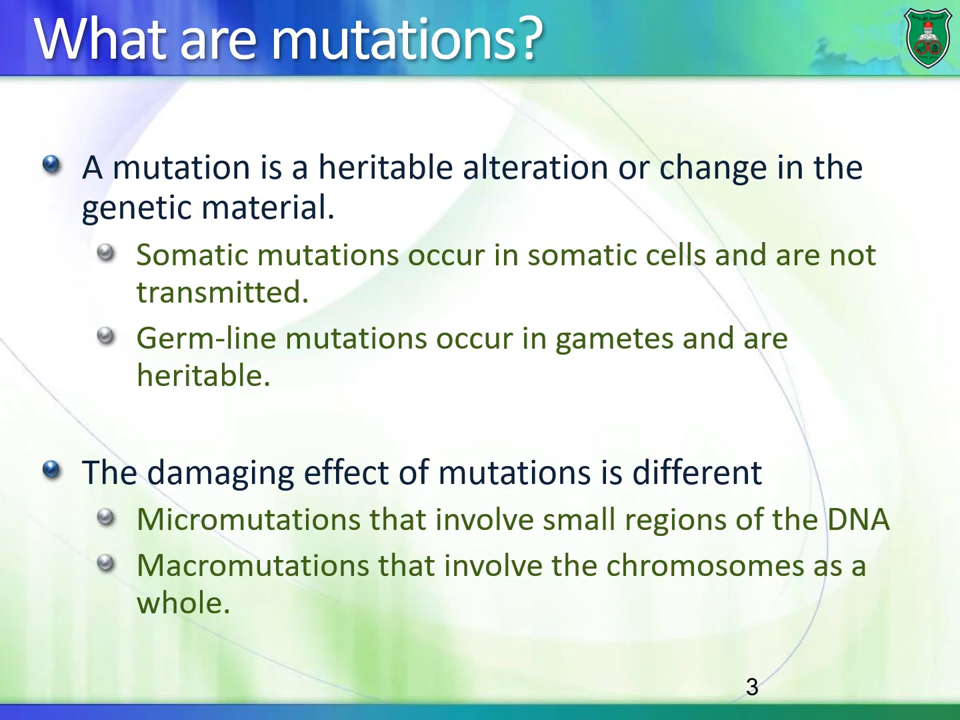 What are mutations?
A mutation is a heritable alteration or change in the
genetic material.
Somatic mutations occur in somatic cells and are not
transmitted.
Germ-line mutations occur in gametes and are
heritable.
The damaging effect of mutations is different
Micromutations that involve small regions of the DNA
Macromutations that involve the chromosomes as a
whole.
3